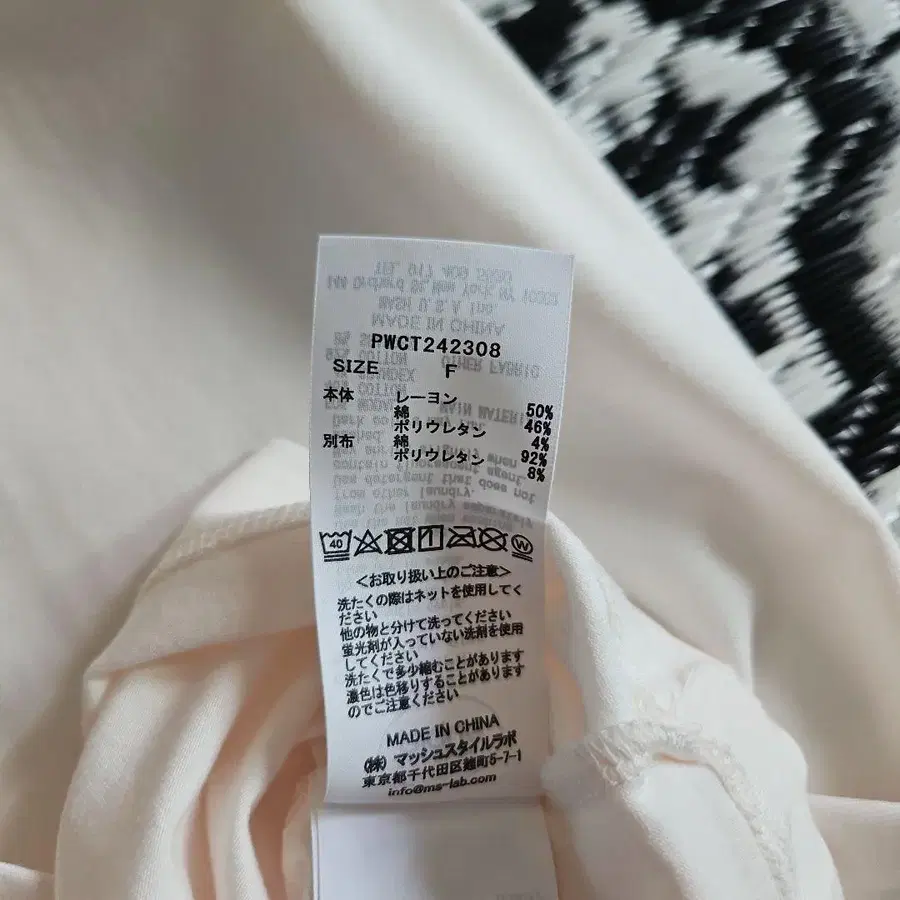 PWCT242308
SIZE F
本体 レーヨン 50%
綿 46%
ポリウレタン 4%
別布 綿 92%
ポリウレタン 8%
40
W
<お取り扱い上のご注意>
洗たくの際はネットを使用してく
ださい
他の物と分けて洗ってください
蛍光剤が入っていない洗剤を使用
してください
洗たくで多少縮むことがあります
濃色は色移りすることがあります
のでご注意ください
MADE IN CHINA
(株) マッシュスタイルラボ
東京都千代田区麹町5-7-1
info@ms-lab.com